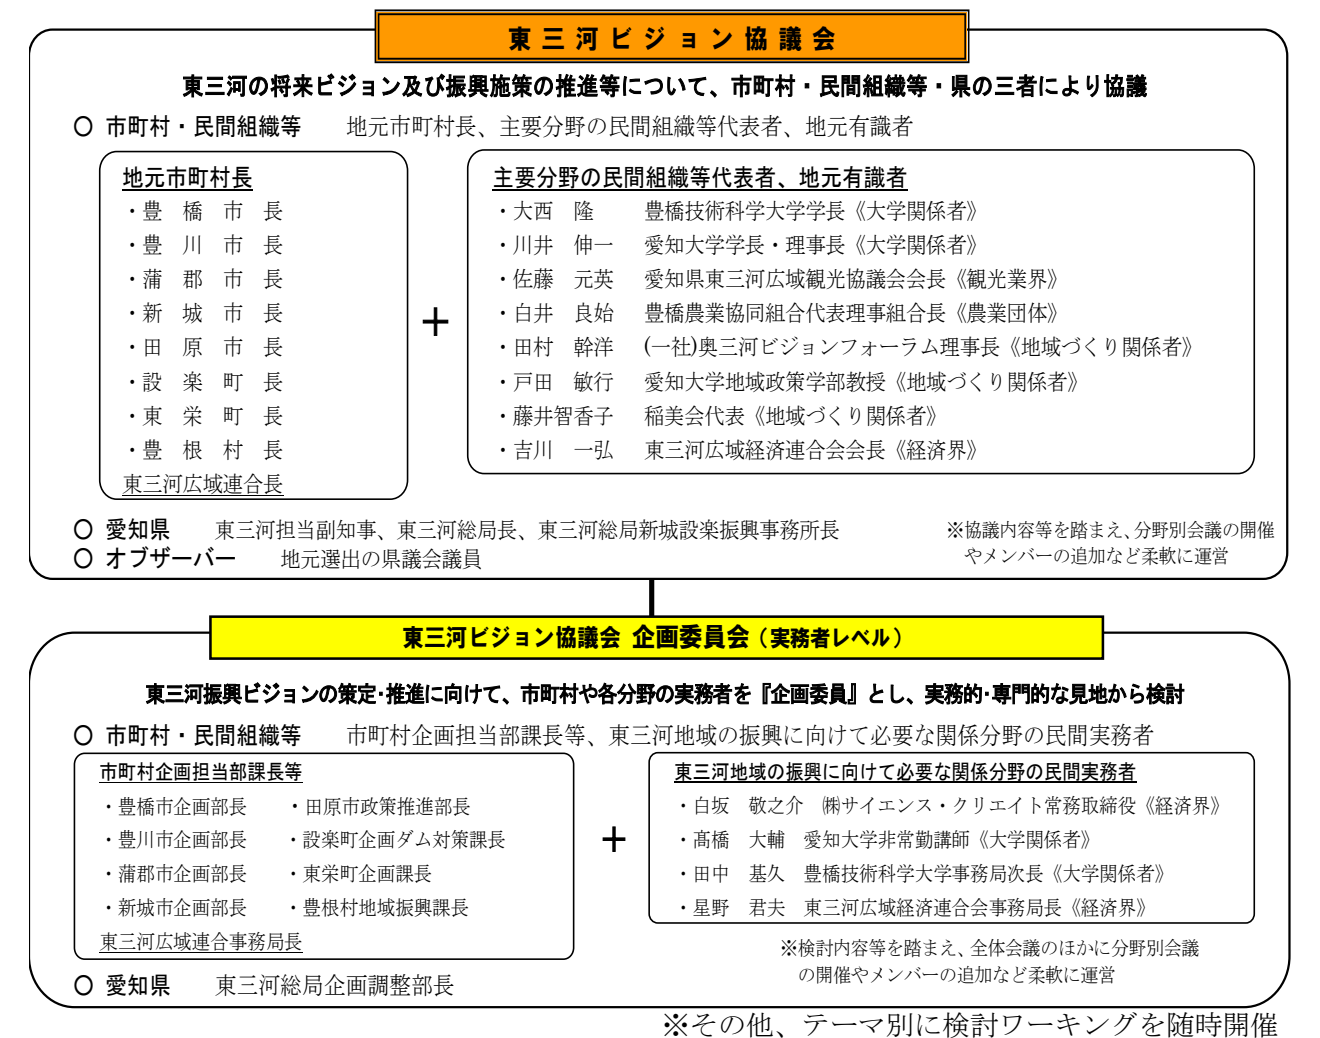 東三河ビジョン協議会
東三河の将来ビジョン及び振興施策の推進等について、市町村・民間組織等・県の三者により協議
○ 市町村・民間組織等　地元市町村長、主要分野の民間組織等代表者、地元有識者
地元市町村長
・豊橋市長
・豊川市長
・蒲郡市長
・新城市長
・田原市長
・設楽町長
・東栄町長
・豊根村長
東三河広域連合長
＋
主要分野の民間組織等代表者、地元有識者
・大西　隆　豊橋技術科学大学学長《大学関係者》
・川井　伸一　愛知大学学長・理事長《大学関係者》
・佐藤　元英　愛知県東三河広域観光協議会会長《観光業界》
・白井　良始　豊橋農業協同組合代表理事組合長《農業団体》
・田村　幹洋　(一社)奥三河ビジョンフォーラム理事長《地域づくり関係者》
・戸田　敏行　愛知大学地域政策学部教授《地域づくり関係者》
・藤井智香子　稲美会代表《地域づくり関係者》
・吉川　一弘　東三河広域経済連合会会長《経済界》
○ 愛知県　東三河担当副知事、東三河総局長、東三河総局新城設楽振興事務所長
○ オブザーバー　地元選出の県議会議員
※協議内容等を踏まえ、分野別会議の開催
やメンバーの追加など柔軟に運営
東三河ビジョン協議会 企画委員会（実務者レベル）
東三河振興ビジョンの策定・推進に向けて、市町村や各分野の実務者を『企画委員』とし、実務的・専門的な見地から検討
○ 市町村・民間組織等　市町村企画担当部課長等、東三河地域の振興に向けて必要な関係分野の民間実務者
市町村企画担当部課長等
・豊橋市企画部長　・田原市政策推進部長
・豊川市企画部長　・設楽町企画ダム対策課長
・蒲郡市企画部長　・東栄町企画課長
・新城市企画部長　・豊根村地域振興課長
東三河広域連合事務局長
＋
東三河地域の振興に向けて必要な関係分野の民間実務者
・白坂　敬之介　㈱サイエンス・クリエイト常務取締役《経済界》
・髙橋　大輔　愛知大学非常勤講師《大学関係者》
・田中　基久　豊橋技術科学大学事務局次長《大学関係者》
・星野　君夫　東三河広域経済連合会事務局長《経済界》
※検討内容等を踏まえ、全体会議のほかに分野別会議
の開催やメンバーの追加など柔軟に運営
○ 愛知県　東三河総局企画調整部長
※その他、テーマ別に検討ワーキングを随時開催